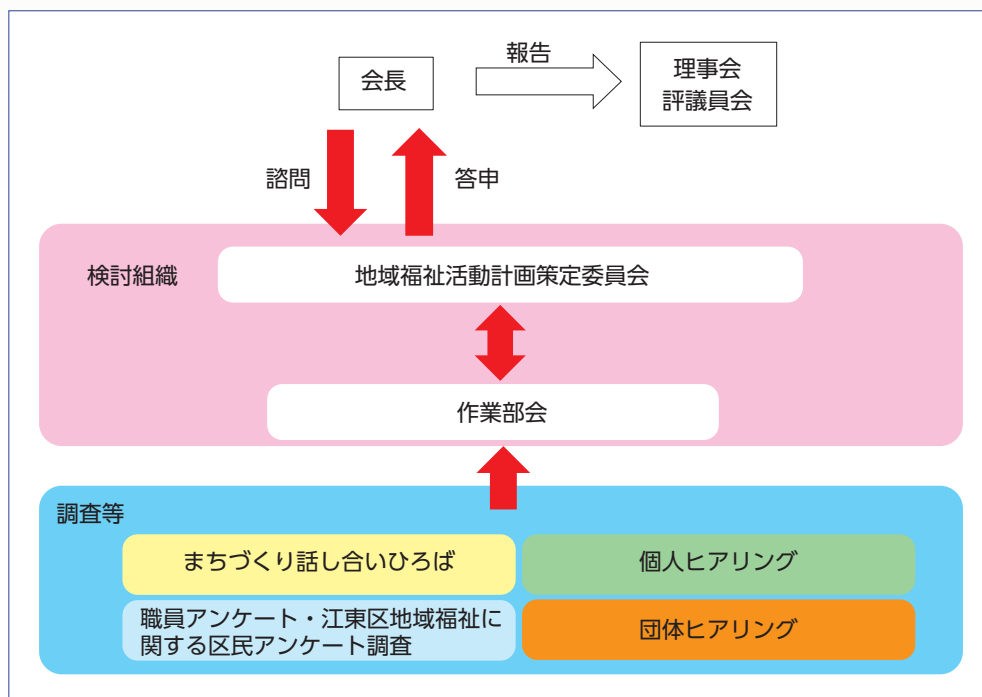 報告
会長
理事会
評議員会
諮問
答申
検討組織
地域福祉活動計画策定委員会
作業部会
調査等
まちづくり話し合いひろば
個人ヒアリング
職員アンケート・江東区地域福祉に
関する区民アンケート調査
団体ヒアリング